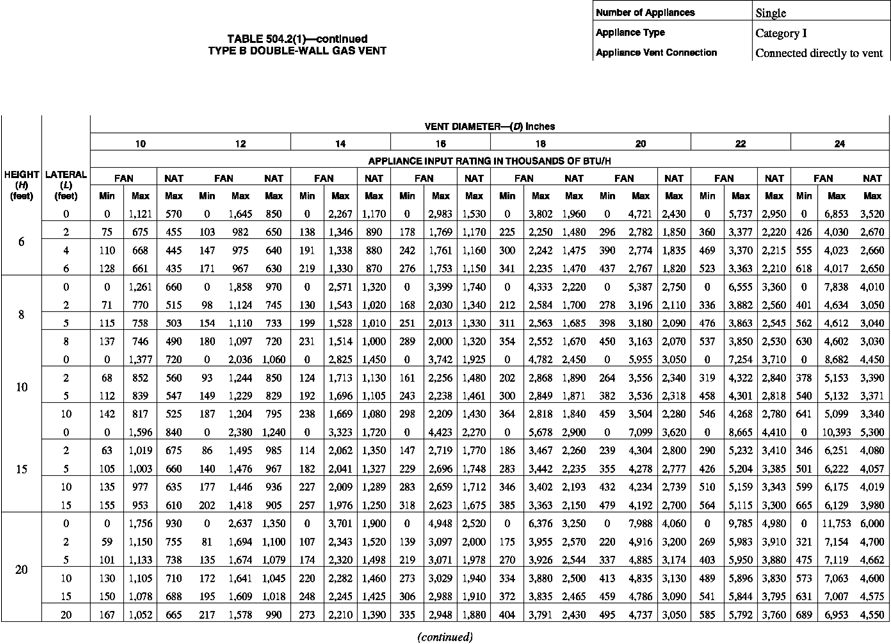 Number of Appliances Single
Appliance Type Category I
Appliance Vent Connection Connected directly to vent
TABLE 504.2(1)—continued
TYPE B DOUBLE-WALL GAS VENT
HEIGHT (H) (feet) LATERAL (L) (feet) VENT DIAMETER—(D) Inches
10 12 14 16 18 20 22 24
APPLIANCE INPUT RATING IN THOUSANDS OF BTU/H
FAN NAT FAN NAT FAN NAT FAN NAT FAN NAT FAN NAT FAN NAT FAN NAT
Min Max Max Min Max Max Min Max Max Min Max Max Min Max Max Min Max Max Min Max Max Min Max Max
6
0 0 1,121 570 0 1,645 850 0 2,267 1,170 0 2,983 1,530 0 3,802 1,960 0 4,721 2,430 0 5,737 2,950 0 6,853 3,520
2 75 675 455 103 982 650 138 1,346 890 178 1,769 1,170 225 2,250 1,480 296 2,782 1,850 360 3,377 2,220 426 4,030 2,670
4 110 668 445 147 975 640 191 1,338 880 242 1,761 1,160 300 2,242 1,475 390 2,774 1,835 469 3,370 2,215 555 4,023 2,660
6 128 661 435 171 967 630 219 1,330 870 276 1,753 1,150 341 2,235 1,470 437 2,767 1,820 523 3,363 2,210 618 4,017 2,650
8
0 0 1,261 660 0 1,858 970 0 2,571 1,320 0 3,399 1,740 0 4,333 2,220 0 5,387 2,750 0 6,555 3,360 0 7,838 4,010
2 71 770 515 98 1,124 745 130 1,543 1,020 168 2,030 1,340 212 2,584 1,700 278 3,196 2,110 336 3,882 2,560 401 4,634 3,050
5 115 758 503 154 1,110 733 199 1,528 1,010 251 2,013 1,330 311 2,563 1,685 398 3,180 2,090 476 3,863 2,545 562 4,612 3,040
8 137 746 490 180 1,097 720 231 1,514 1,000 289 2,000 1,320 354 2,552 1,670 450 3,163 2,070 537 3,850 2,530 630 4,602 3,030
10
0 0 1,377 720 0 2,036 1,060 0 2,825 1,450 0 3,742 1,925 0 4,782 2,450 0 5,955 3,050 0 7,254 3,710 0 8,682 4,450
2 68 852 560 93 1,244 850 124 1,713 1,130 161 2,256 1,480 202 2,868 1,890 264 3,556 2,340 319 4,322 2,840 378 5,153 3,390
5 112 839 547 149 1,229 829 192 1,696 1,105 243 2,238 1,461 300 2,849 1,871 382 3,536 2,318 458 4,301 2,818 540 5,132 3,371
10 142 817 525 187 1,204 795 238 1,669 1,080 298 2,209 1,430 364 2,818 1,840 459 3,504 2,280 546 4,268 2,780 641 5,099 3,340
15
0 0 1,596 840 0 2,380 1,240 0 3,323 1,720 0 4,423 2,270 0 5,678 2,900 0 7,099 3,620 0 8,665 4,410 0 10,393 5,300
2 63 1,019 675 86 1,495 985 114 2,062 1,350 147 2,719 1,770 186 3,467 2,260 239 4,304 2,800 290 5,232 3,410 346 6,251 4,080
5 105 1,003 660 140 1,476 967 182 2,041 1,327 229 2,696 1,748 283 3,442 2,235 355 4,278 2,777 426 5,204 3,385 501 6,222 4,057
10 135 977 635 177 1,446 936 227 2,009 1,289 283 2,659 1,712 346 3,402 2,193 432 4,234 2,739 510 5,159 3,343 599 6,175 4,019
15 155 953 610 202 1,418 905 257 1,976 1,250 318 2,623 1,675 385 3,363 2,150 479 4,192 2,700 564 5,115 3,300 665 6,129 3,980
20
0 0 1,756 930 0 2,637 1,350 0 3,701 1,900 0 4,948 2,520 0 6,376 3,250 0 7,988 4,060 0 9,785 4,980 0 11,753 6,000
2 59 1,150 755 81 1,694 1,100 107 2,343 1,520 139 3,097 2,000 175 3,955 2,570 220 4,916 3,200 269 5,983 3,910 321 7,154 4,700
5 101 1,133 738 135 1,674 1,079 174 2,320 1,498 219 3,071 1,978 270 3,926 2,544 337 4,885 3,174 403 5,950 3,880 475 7,119 4,662
10 130 1,105 710 172 1,641 1,045 220 2,282 1,460 273 3,029 1,940 334 3,880 2,500 413 4,835 3,130 489 5,896 3,830 573 7,063 4,600
15 150 1,078 688 195 1,609 1,018 248 2,245 1,425 306 2,988 1,910 372 3,835 2,465 459 4,786 3,090 541 5,844 3,795 631 7,007 4,575
20 167 1,052 665 217 1,578 990 273 2,210 1,390 335 2,948 1,880 404 3,791 2,430 495 4,737 3,050 585 5,792 3,760 689 6,953 4,550
(continued)